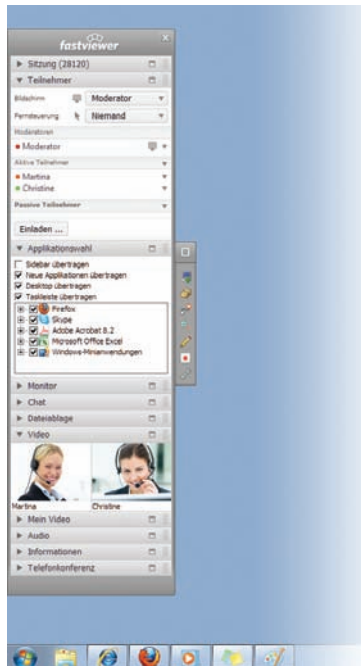 fastviewer
Sitzung (28120)
Teilnehmer
Bildschirm Moderator
Fernsteuerung Niemand
Moderatoren
Moderator
Aktive Teilnehmer
Martina
Christine
Passive Teilnehmer
Einladen ...
Applikationswahl
Sidebar übertragen
Neue Applikationen übertragen
Desktop übertragen
Taskleiste übertragen
Firefox
Skype
Adobe Acrobat 8.2
Microsoft Office Excel
Windows-Minianwendungen
Monitor
Chat
Dateiablage
Video
Martina Christine
Mein Video
Audio
Informationen
Telefonkonferenz